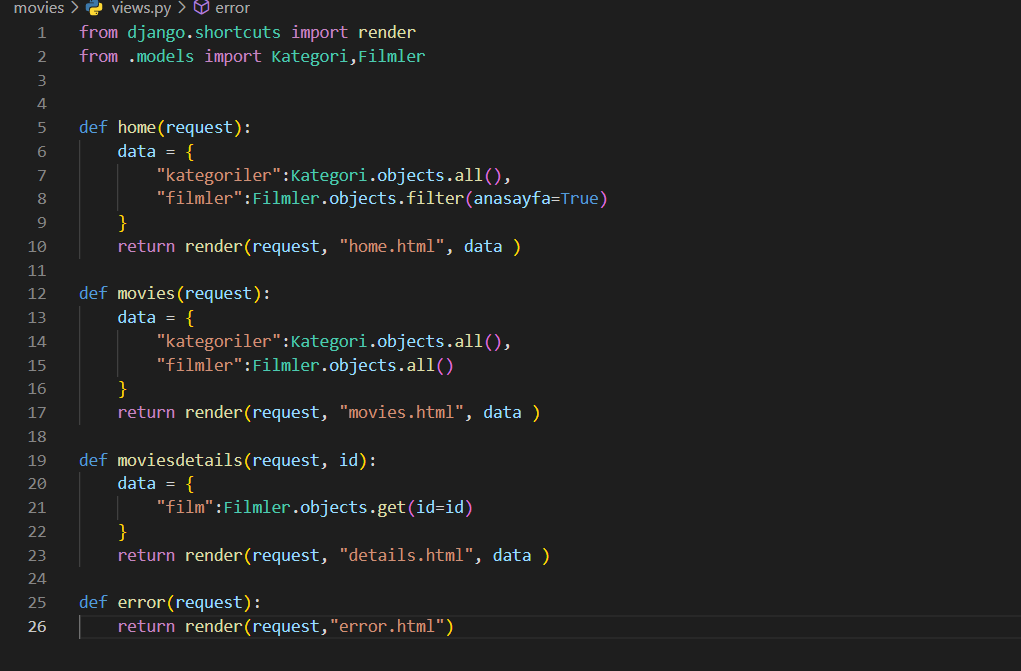 movies > views.py > error
1 from django.shortcuts import render
2 from .models import Kategori,Filmler
3
4
5 def home(request):
6     data = {
7         "kategoriler":Kategori.objects.all(),
8         "filmler":Filmler.objects.filter(anasayfa=True)
9     }
10     return render(request, "home.html", data )
11
12 def movies(request):
13     data = {
14         "kategoriler":Kategori.objects.all(),
15         "filmler":Filmler.objects.all()
16     }
17     return render(request, "movies.html", data )
18
19 def moviesdetails(request, id):
20     data = {
21         "film":Filmler.objects.get(id=id)
22     }
23     return render(request, "details.html", data )
24
25 def error(request):
26     return render(request,"error.html")